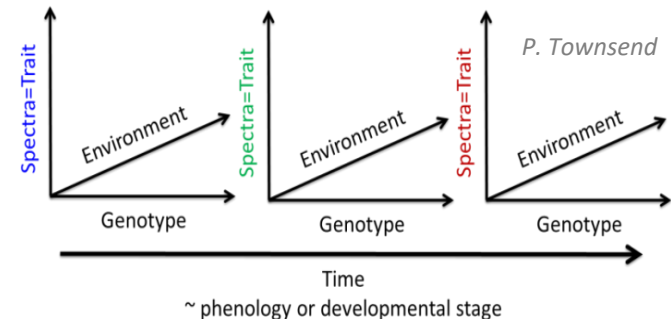 P. Townsend
Spectra=Trait
Environment
Genotype
Spectra=Trait
Environment
Genotype
Spectra=Trait
Environment
Genotype
Time
~ phenology or developmental stage